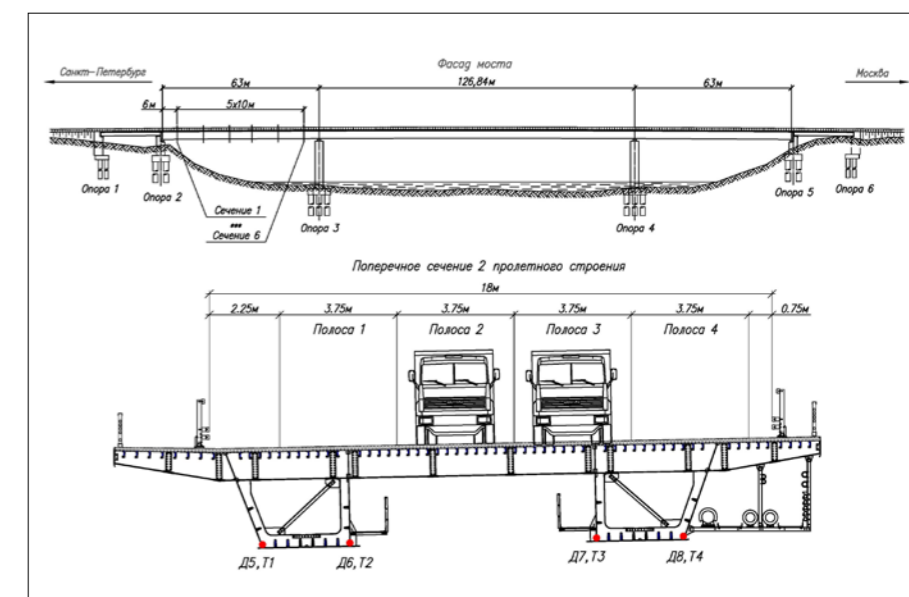 Фасад моста
Санкт-Петербург
Москва
63м
126,84м
63м
6м
5х10м
Опора 1
Опора 2
Сечение 1
Сечение 6
Опора 3
Опора 4
Опора 5
Опора 6
Поперечное сечение 2 пролетного строения
18м
2.25м 3.75м 3.75м 3.75м 3.75м 0.75м
Полоса 1 Полоса 2 Полоса 3 Полоса 4
Д5,Т1 Д6,Т2 Д7,Т3 Д8,Т4